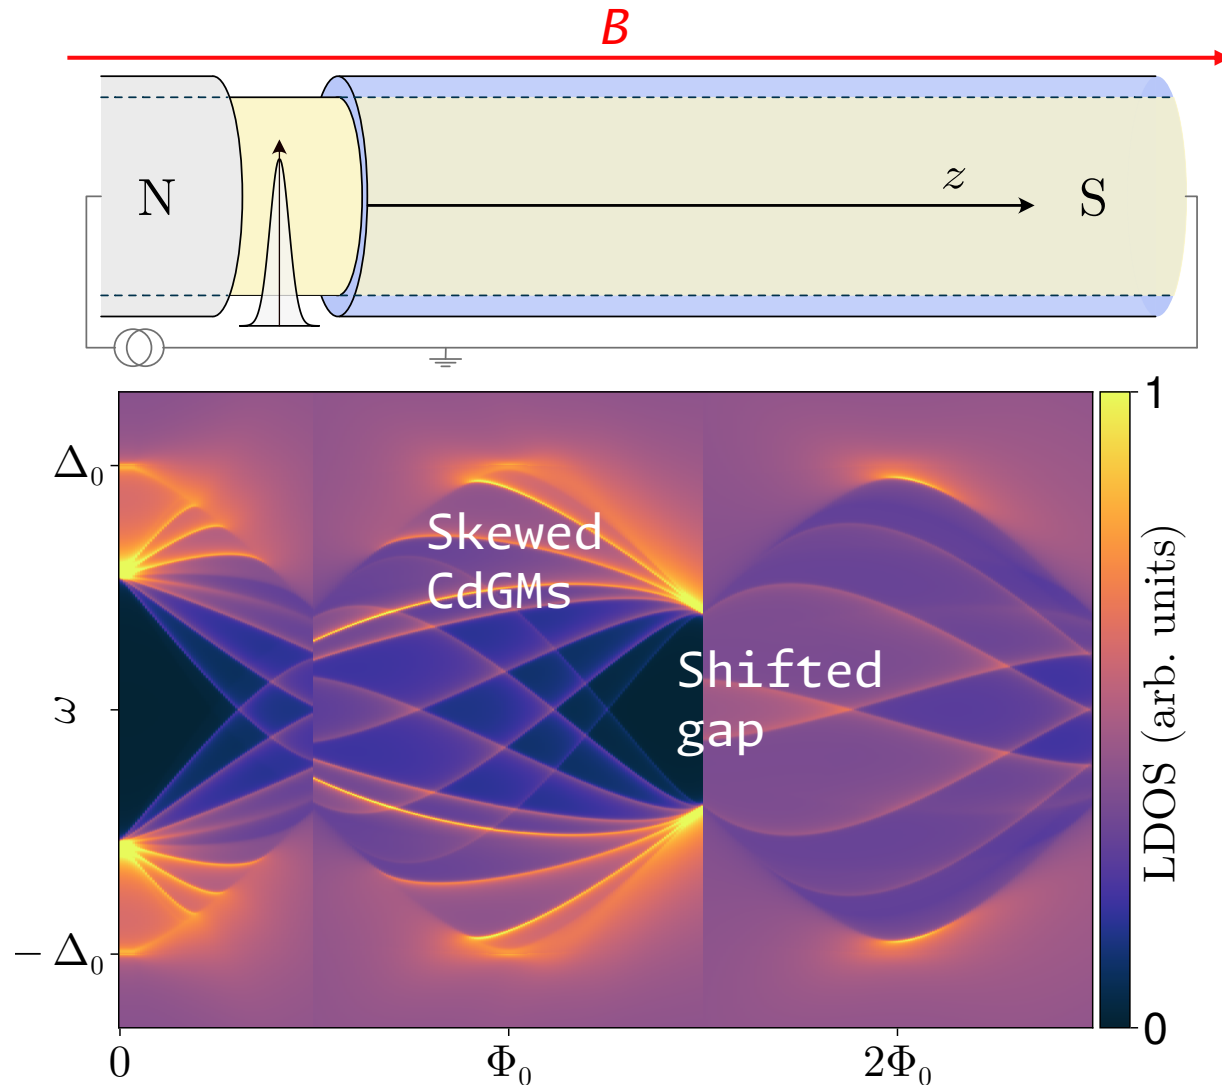 B
N
z
S
Δ₀
ω
− Δ₀
Skewed
CdGMs
Shifted
gap
1
LDOS (arb. units)
0
0
Φ₀
2Φ₀